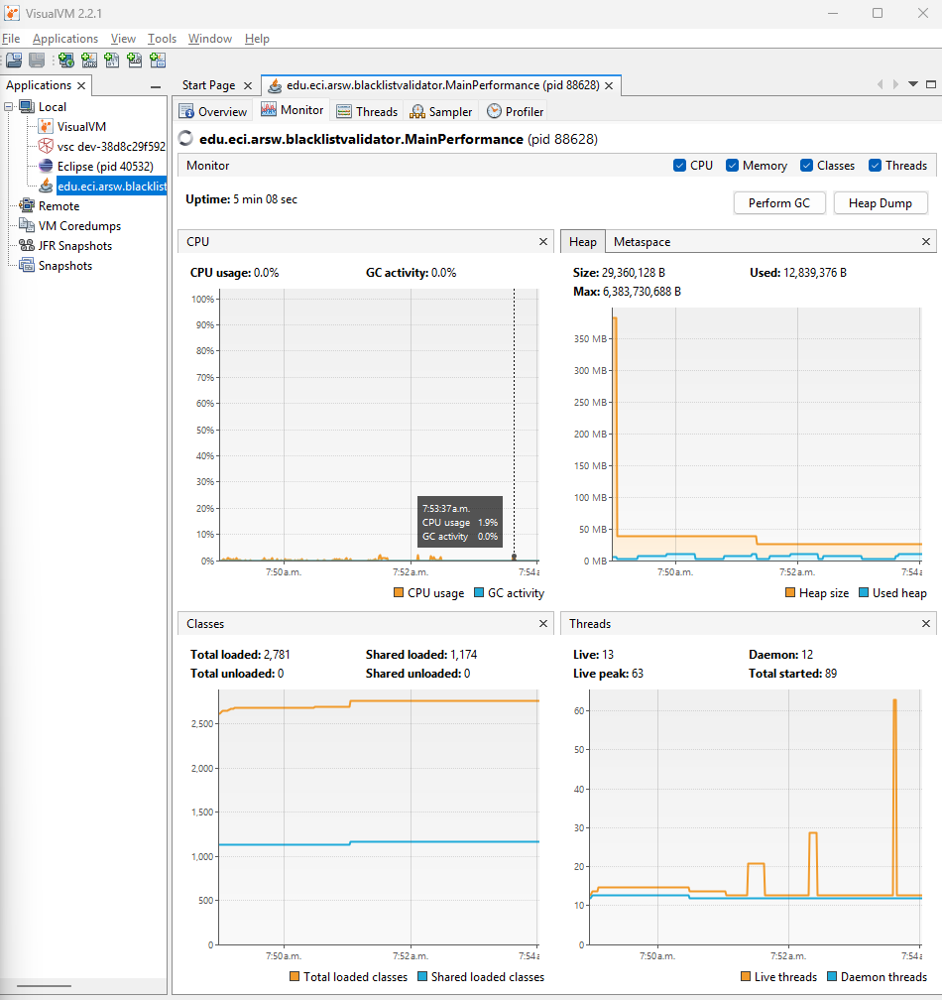 VisualVM 2.2.1
File Applications View Tools Window Help
Applications
Local
VisualVM
vsc dev-38d8c29f592
Eclipse (pid 40532)
edu.eci.arsw.blacklist
Remote
VM Coredumps
JFR Snapshots
Snapshots
Start Page edu.eci.arsw.blacklistvalidator.MainPerformance (pid 88628)
Overview Monitor Threads Sampler Profiler
edu.eci.arsw.blacklistvalidator.MainPerformance (pid 88628)
Monitor CPU Memory Classes Threads
Uptime: 5 min 08 sec
Perform GC Heap Dump
CPU
CPU usage: 0.0% GC activity: 0.0%
100%
90%
80%
70%
60%
50%
40%
30%
20%
10%
0%
7:53:37 a.m.
CPU usage 1.9%
GC activity 0.0%
7:50 a.m. 7:52 a.m. 7:54 a
CPU usage GC activity
Heap Metaspace
Size: 29,360,128 B Used: 12,839,376 B
Max: 6,383,730,688 B
350 MB
300 MB
250 MB
200 MB
150 MB
100 MB
50 MB
0 MB
7:50 a.m. 7:52 a.m. 7:54 a
Heap size Used heap
Classes
Total loaded: 2,781 Shared loaded: 1,174
Total unloaded: 0 Shared unloaded: 0
2,500
2,000
1,500
1,000
500
0
7:50 a.m. 7:52 a.m. 7:54 a
Total loaded classes Shared loaded classes
Threads
Live: 13 Daemon: 12
Live peak: 63 Total started: 89
60
50
40
30
20
10
0
7:50 a.m. 7:52 a.m. 7:54 a
Live threads Daemon threads